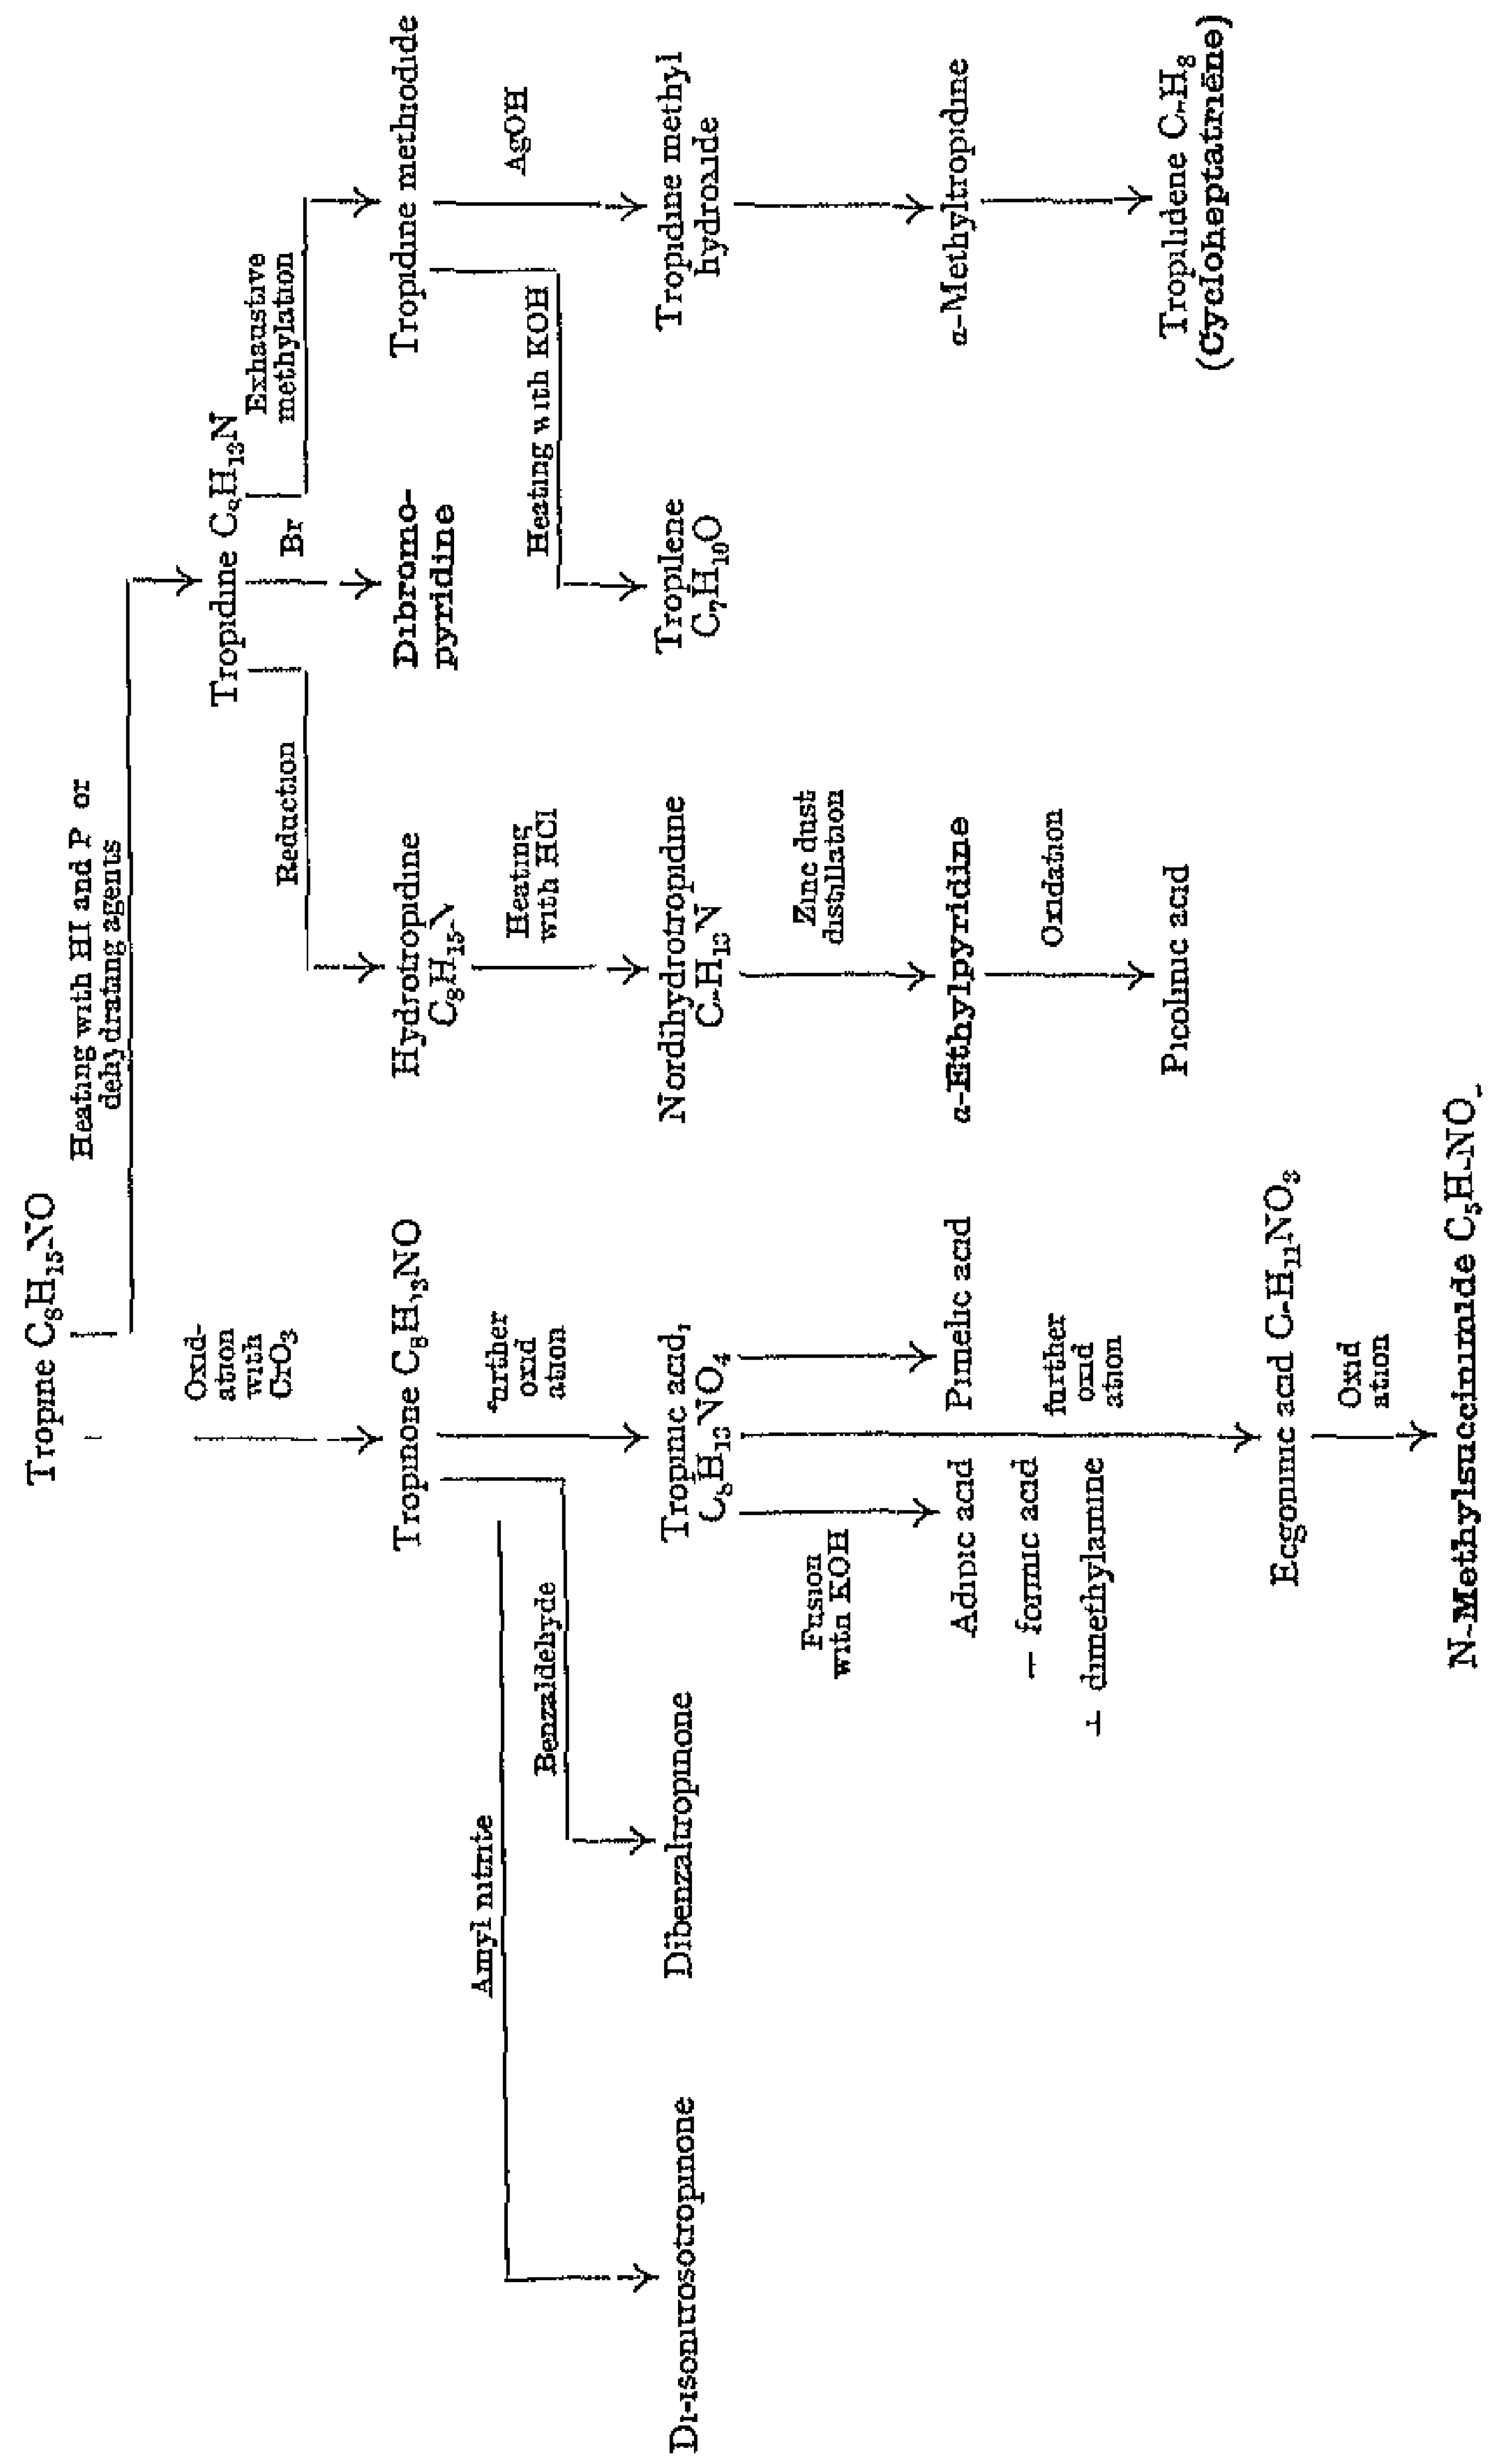 Tropine C₈H₁₅NO
Heating with HI and P or
dehydrating agents
Oxid-
ation
with
CrO₃
Tropidine C₈H₁₃N
Reduction
Br
Exhaustive
methylation
Tropinone C₈H₁₃NO
Hydrotropidine
C₈H₁₅N
Dibromo-
pyridine
Tropidine methiodide
Amyl nitrite
Benzaldehyde
further
oxid
ation
Heating
with HCl
Heating with KOH
AgOH
Di-isonitrosotropinone
Dibenzaltropinone
Tropinic acid,
C₈H₁₃NO₄
Nordihydrotropidine
C₇H₁₃N
Tropilene
C₇H₁₀O
Tropidine methyl
hydroxide
Fusion
with KOH
Zinc dust
distillation
Adipic acid
– formic acid
+ dimethylamine
Pimelic acid
further
oxid
ation
α-Ethylpyridine
α-Methyltropidine
Oxidation
Ecgoninic acid C₇H₁₁NO₃
Picolinic acid
Tropilidene C₇H₈
(Cycloheptatriëne)
Oxid
ation
N-Methylsuccinimide C₅H₇NO₂